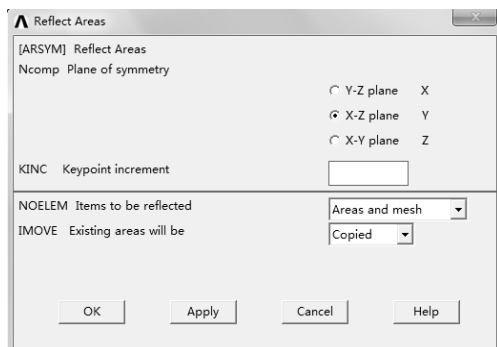 Reflect Areas
[ARSYM] Reflect Areas
Ncomp Plane of symmetry
Y-Z plane X
X-Z plane Y
X-Y plane Z
KINC Keypoint increment
NOELEM Items to be reflected Areas and mesh
IMOVE Existing areas will be Copied
OK Apply Cancel Help